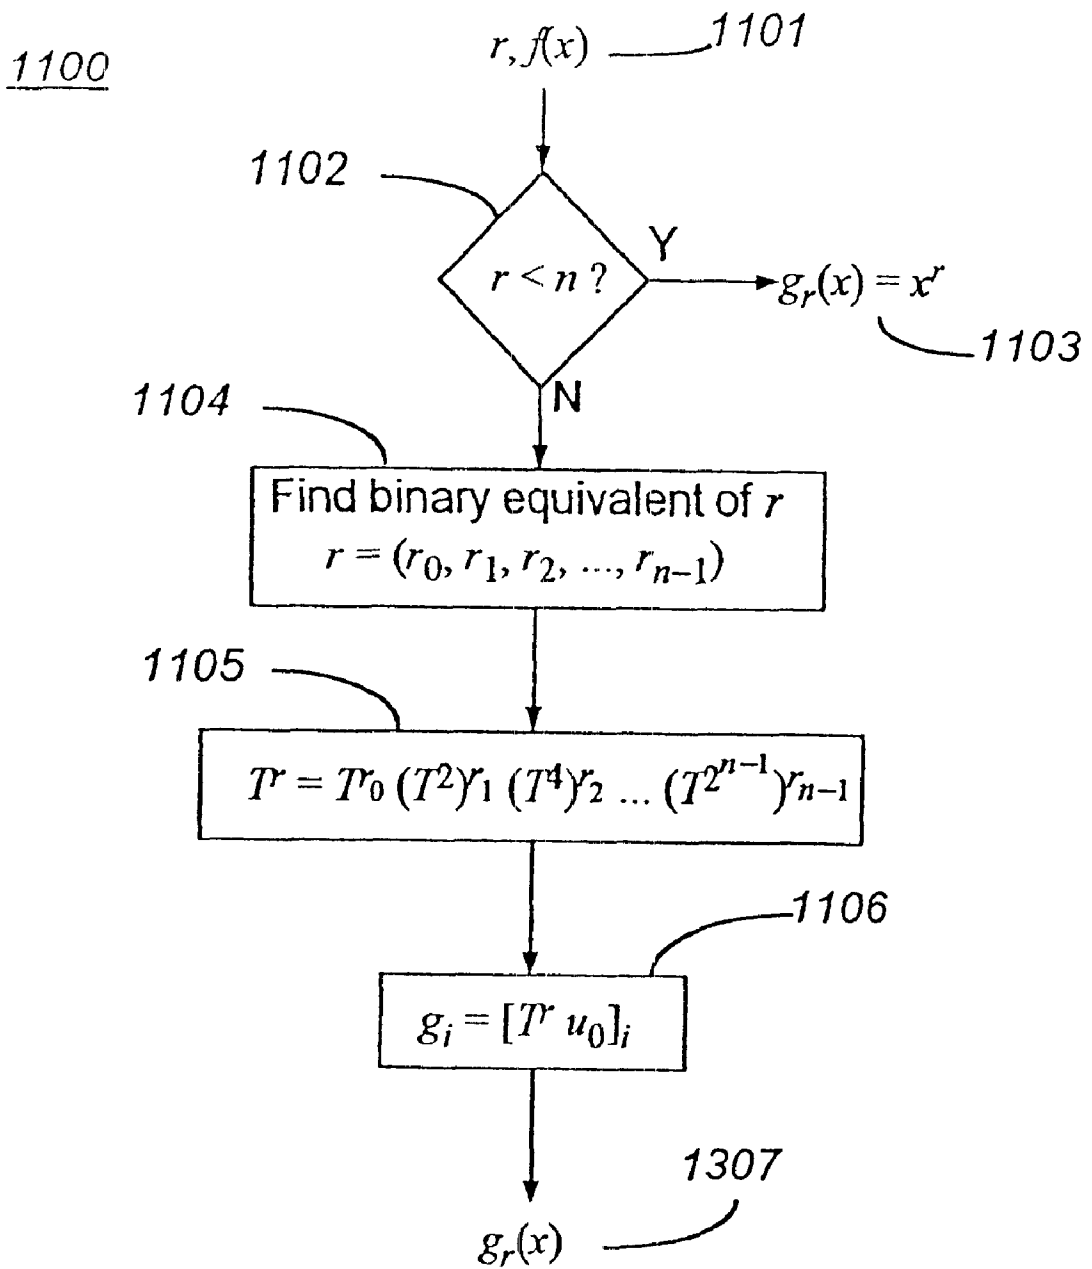 1100
r, f(x) 1101
1102
r < n ?
Y
g_r(x) = x^r
1103
N
1104
Find binary equivalent of r
r = (r_0, r_1, r_2, ..., r_{n-1})
1105
T^r = T^{r_0} (T^2)^{r_1} (T^4)^{r_2} ... (T^{2^{n-1}})^{r_{n-1}}
1106
g_i = [T^r u_0]_i
1307
g_r(x)